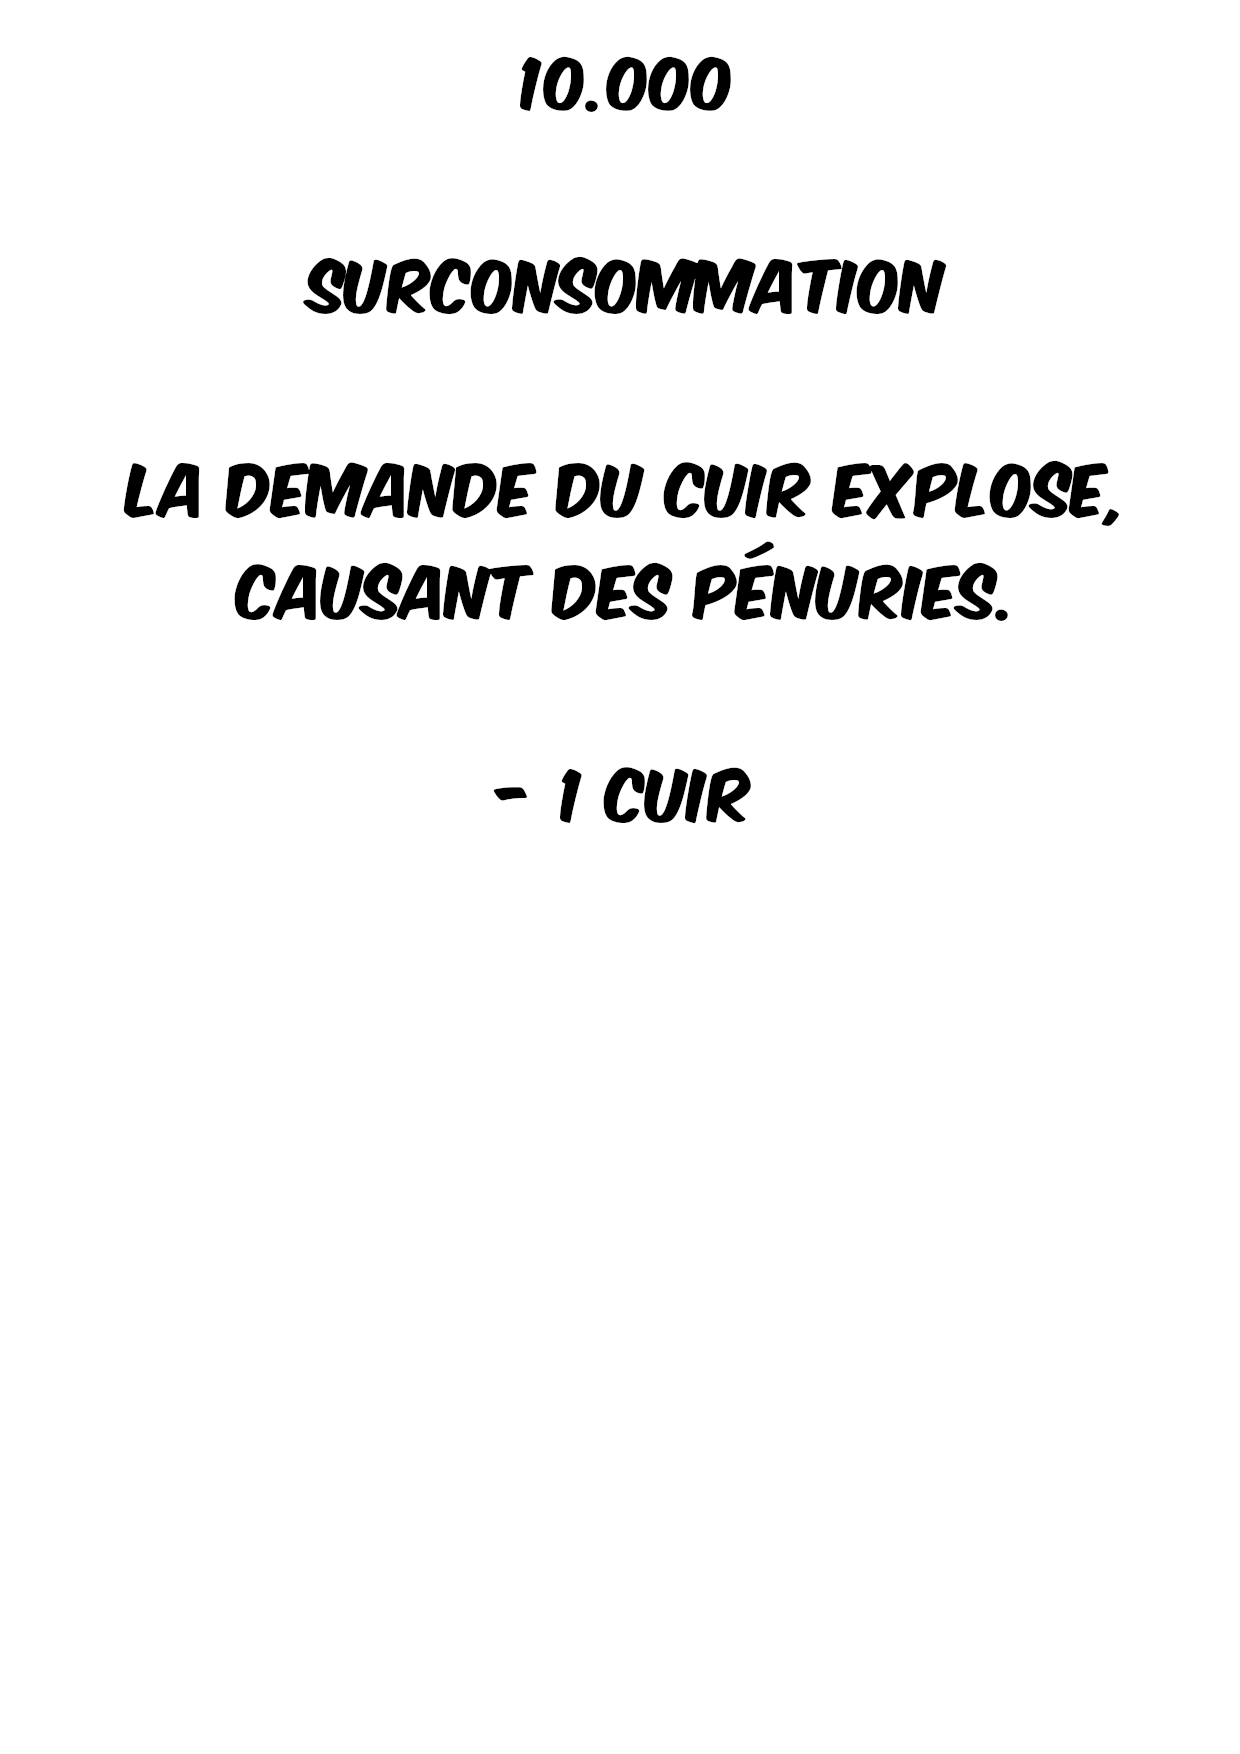 10.000
SURCONSOMMATION
LA DEMANDE DU CUIR EXPLOSE,
CAUSANT DES PÉNURIES.
- 1 CUIR